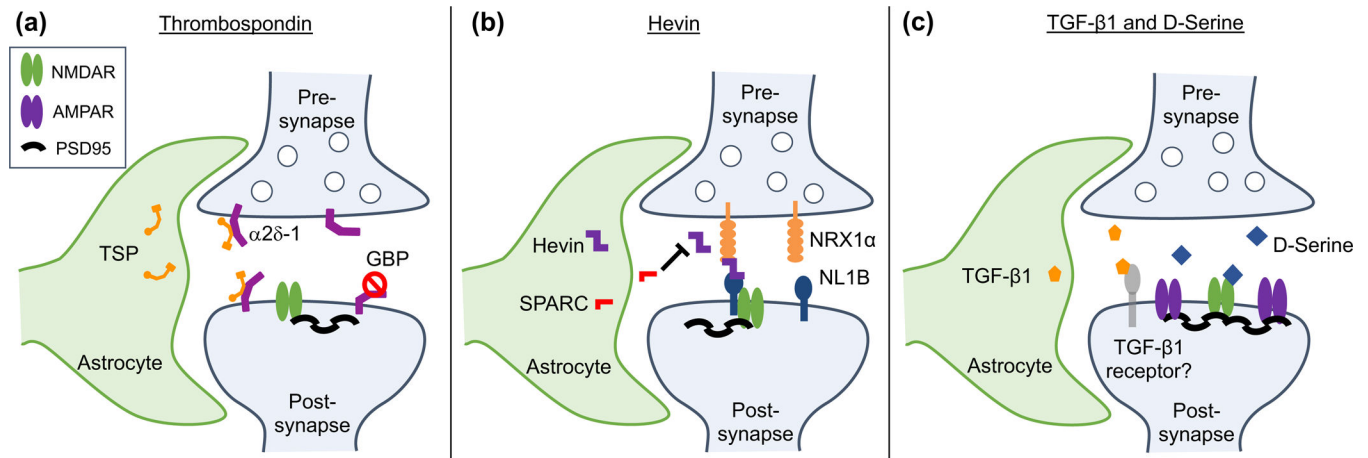 (a)
Thrombospondin
NMDAR
AMPAR
PSD95
Pre-
synapse
TSP
α2δ-1
GBP
Astrocyte
Post-
synapse
(b)
Hevin
Pre-
synapse
Hevin
NRX1α
SPARC
NL1B
Astrocyte
Post-
synapse
(c)
TGF-β1 and D-Serine
Pre-
synapse
D-Serine
TGF-β1
Astrocyte
TGF-β1
receptor?
Post-
synapse